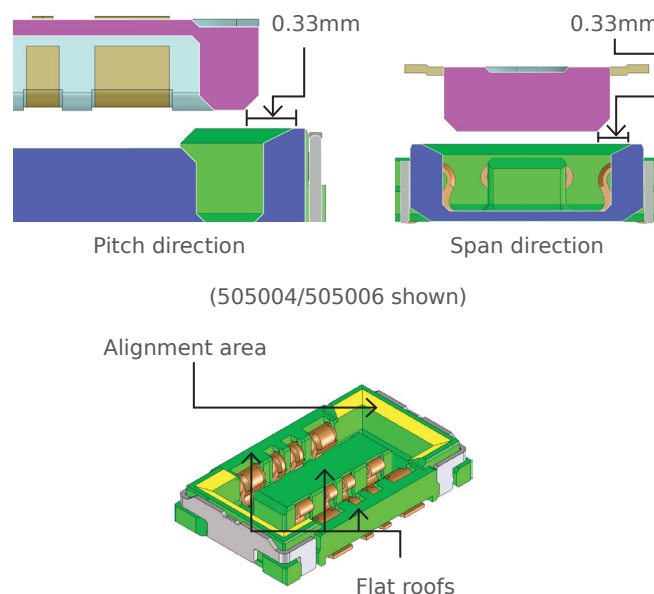 0.33mm
0.33mm
Pitch direction
Span direction
(505004/505006 shown)
Alignment area
Flat roofs